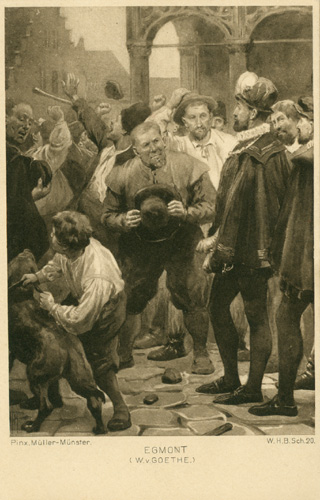 Pinx. Müller-Münster.
W.H.B. Sch. 20.
EGMONT
(W.v GOETHE.)